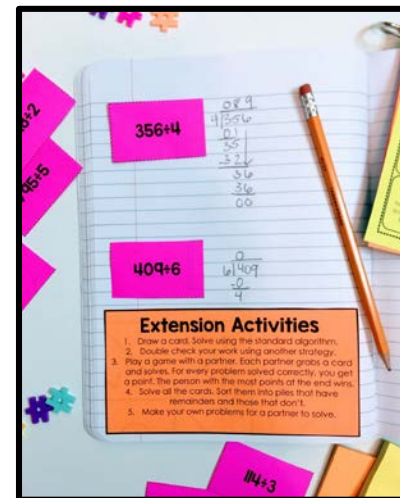 356÷4
089
4|356
01
35
-32
36
36
00
409÷6
0
6|409
-0
4
Extension Activities
1. Draw a card. Solve using the standard algorithm.
2. Double check your work using another strategy.
3. Play a game with a partner. Each partner grabs a card
and solves. For every problem solved correctly, you get
a point. The person with the most points at the end wins.
4. Solve all the cards. Sort them into piles that have
remainders and those that don't.
5. Make your own problems for a partner to solve.
114÷3